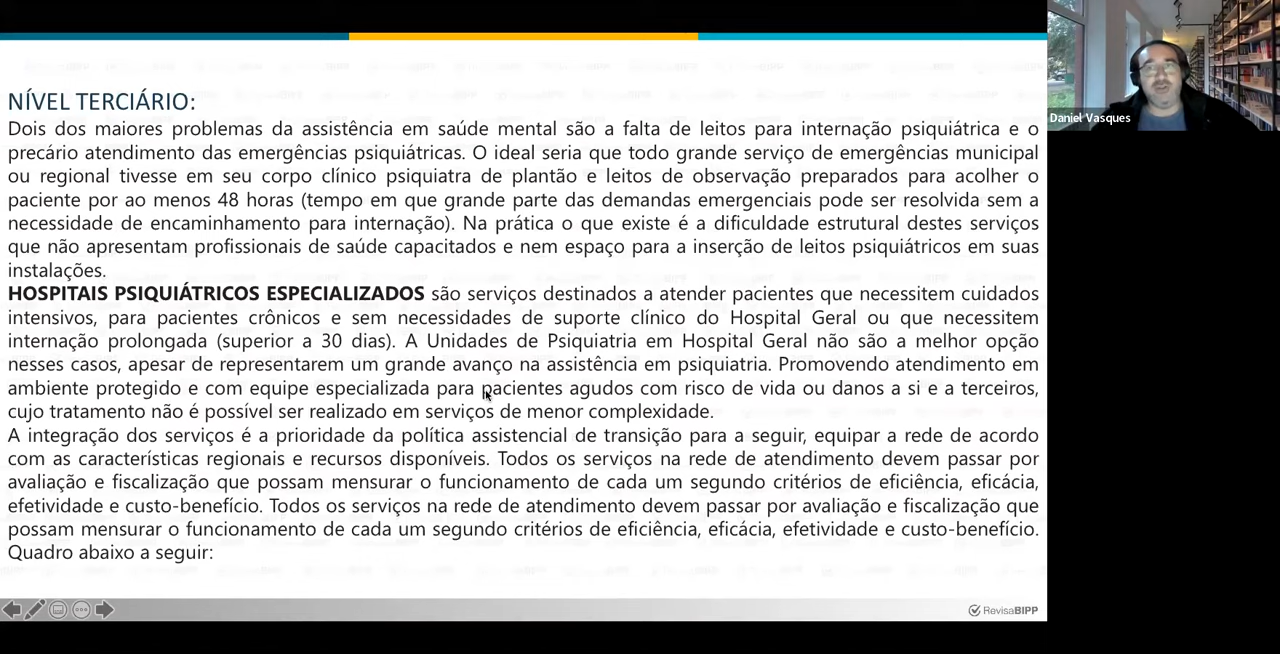 NÍVEL TERCIÁRIO:
Dois dos maiores problemas da assistência em saúde mental são a falta de leitos para internação psiquiátrica e o
precário atendimento das emergências psiquiátricas. O ideal seria que todo grande serviço de emergências municipal
ou regional tivesse em seu corpo clínico psiquiatra de plantão e leitos de observação preparados para acolher o
paciente por ao menos 48 horas (tempo em que grande parte das demandas emergenciais pode ser resolvida sem a
necessidade de encaminhamento para internação). Na prática o que existe é a dificuldade estrutural destes serviços
que não apresentam profissionais de saúde capacitados e nem espaço para a inserção de leitos psiquiátricos em suas
instalações.
HOSPITAIS PSIQUIÁTRICOS ESPECIALIZADOS são serviços destinados a atender pacientes que necessitem cuidados
intensivos, para pacientes crônicos e sem necessidades de suporte clínico do Hospital Geral ou que necessitem
internação prolongada (superior a 30 dias). A Unidades de Psiquiatria em Hospital Geral não são a melhor opção
nesses casos, apesar de representarem um grande avanço na assistência em psiquiatria. Promovendo atendimento em
ambiente protegido e com equipe especializada para pacientes agudos com risco de vida ou danos a si e a terceiros,
cujo tratamento não é possível ser realizado em serviços de menor complexidade.
A integração dos serviços é a prioridade da política assistencial de transição para a seguir, equipar a rede de acordo
com as características regionais e recursos disponíveis. Todos os serviços na rede de atendimento devem passar por
avaliação e fiscalização que possam mensurar o funcionamento de cada um segundo critérios de eficiência, eficácia,
efetividade e custo-benefício. Todos os serviços na rede de atendimento devem passar por avaliação e fiscalização que
possam mensurar o funcionamento de cada um segundo critérios de eficiência, eficácia, efetividade e custo-benefício.
Quadro abaixo a seguir:
RevisaBIPP
Daniel Vasques